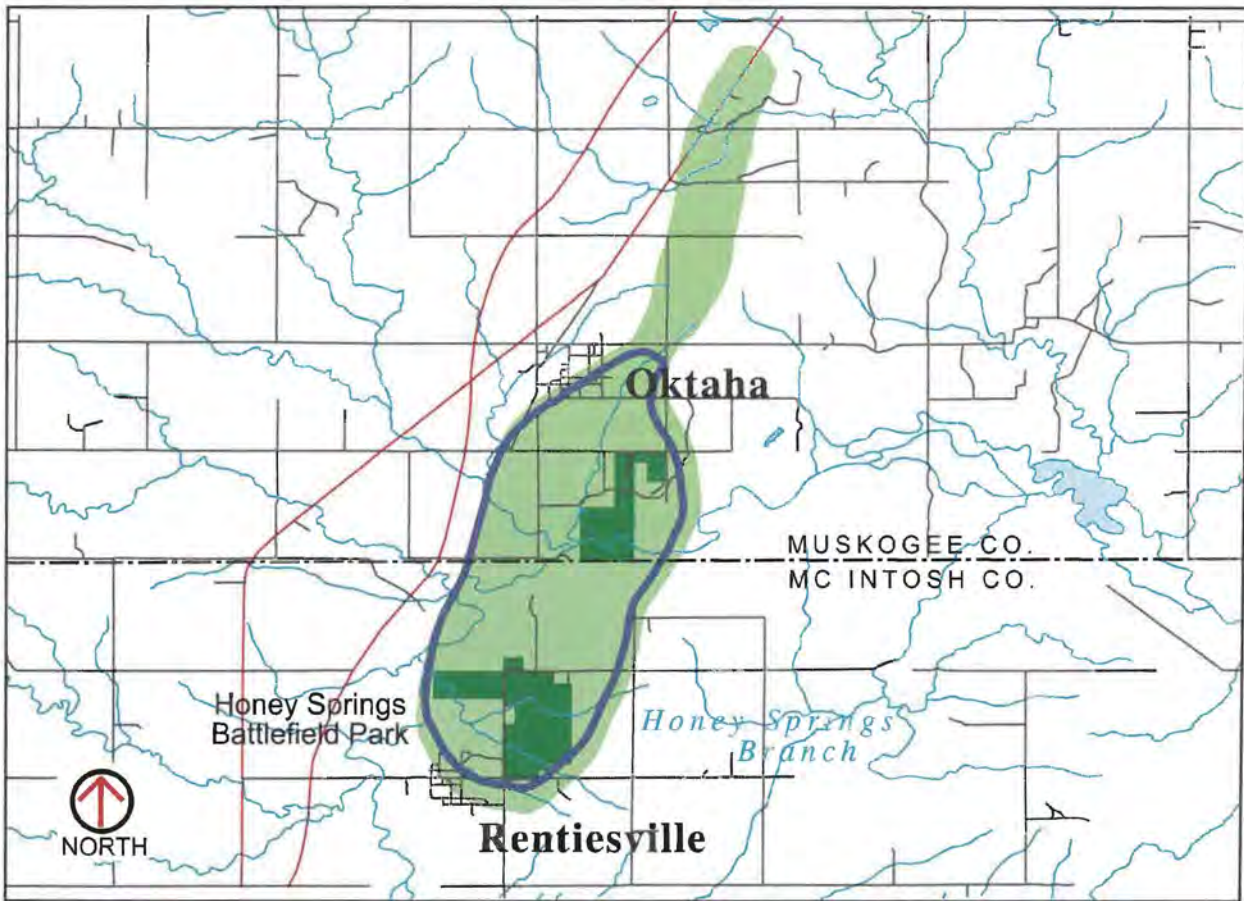 Oktaha
MUSKOGEE CO.
MC INTOSH CO.
Honey Springs
Battlefield Park
Honey Springs
Branch
NORTH
Rentiesville